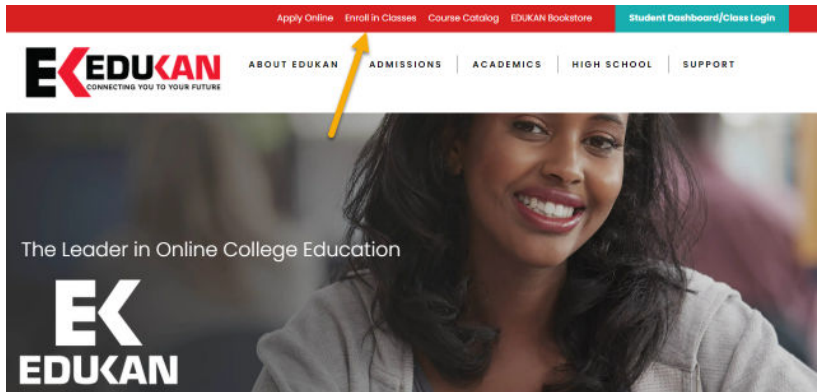 Apply Online Enroll in Classes Course Catalog EDUKAN Bookstore Student Dashboard/Class Login
EK EDUKAN
CONNECTING YOU TO YOUR FUTURE
ABOUT EDUKAN ADMISSIONS ACADEMICS HIGH SCHOOL SUPPORT
The Leader in Online College Education
EK
EDUKAN